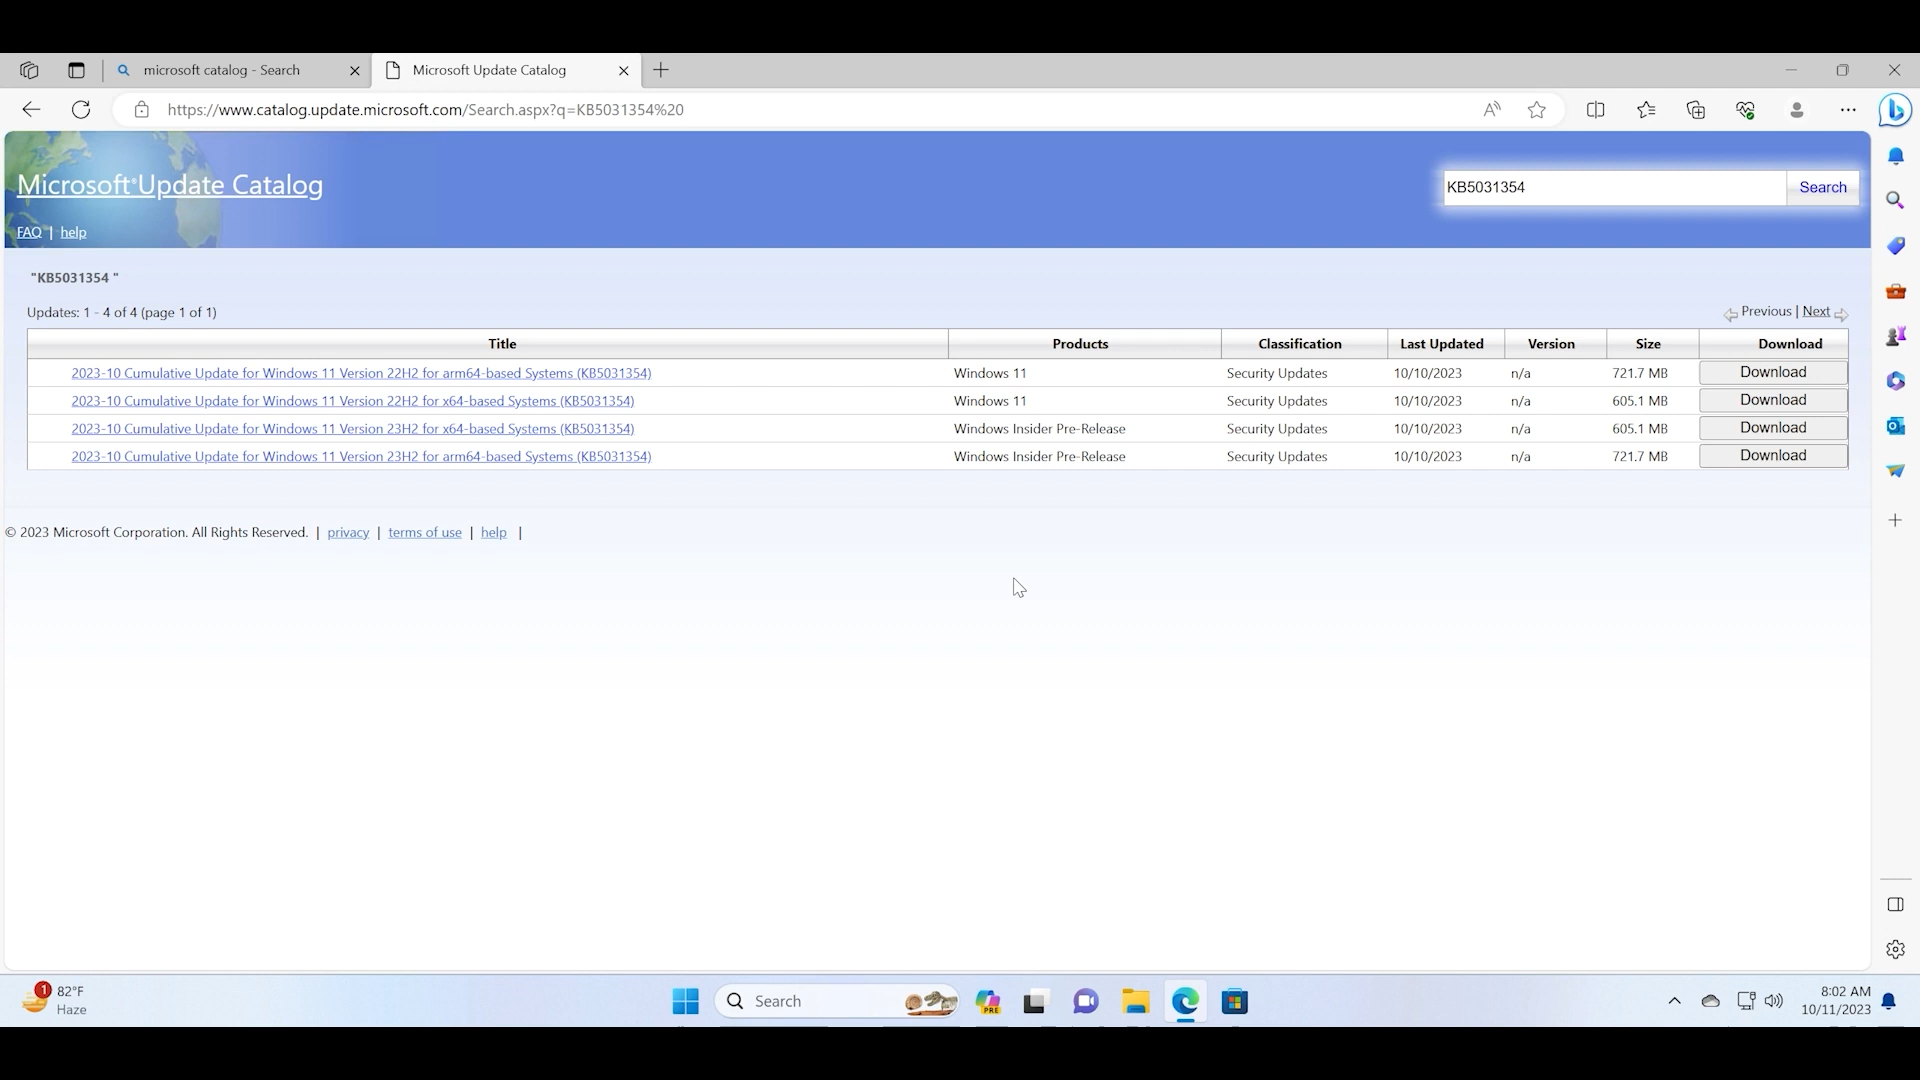 microsoft catalog - Search
Microsoft Update Catalog
https://www.catalog.update.microsoft.com/Search.aspx?q=KB5031354%20
Microsoft®Update Catalog
KB5031354
Search
FAQ | help
"KB5031354 "
Updates: 1 - 4 of 4 (page 1 of 1)
Previous | Next
Title Products Classification Last Updated Version Size Download
2023-10 Cumulative Update for Windows 11 Version 22H2 for arm64-based Systems (KB5031354) Windows 11 Security Updates 10/10/2023 n/a 721.7 MB Download
2023-10 Cumulative Update for Windows 11 Version 22H2 for x64-based Systems (KB5031354) Windows 11 Security Updates 10/10/2023 n/a 605.1 MB Download
2023-10 Cumulative Update for Windows 11 Version 23H2 for x64-based Systems (KB5031354) Windows Insider Pre-Release Security Updates 10/10/2023 n/a 605.1 MB Download
2023-10 Cumulative Update for Windows 11 Version 23H2 for arm64-based Systems (KB5031354) Windows Insider Pre-Release Security Updates 10/10/2023 n/a 721.7 MB Download
© 2023 Microsoft Corporation. All Rights Reserved. | privacy | terms of use | help |
1
82°F
Haze
Search
PRE
8:02 AM
10/11/2023